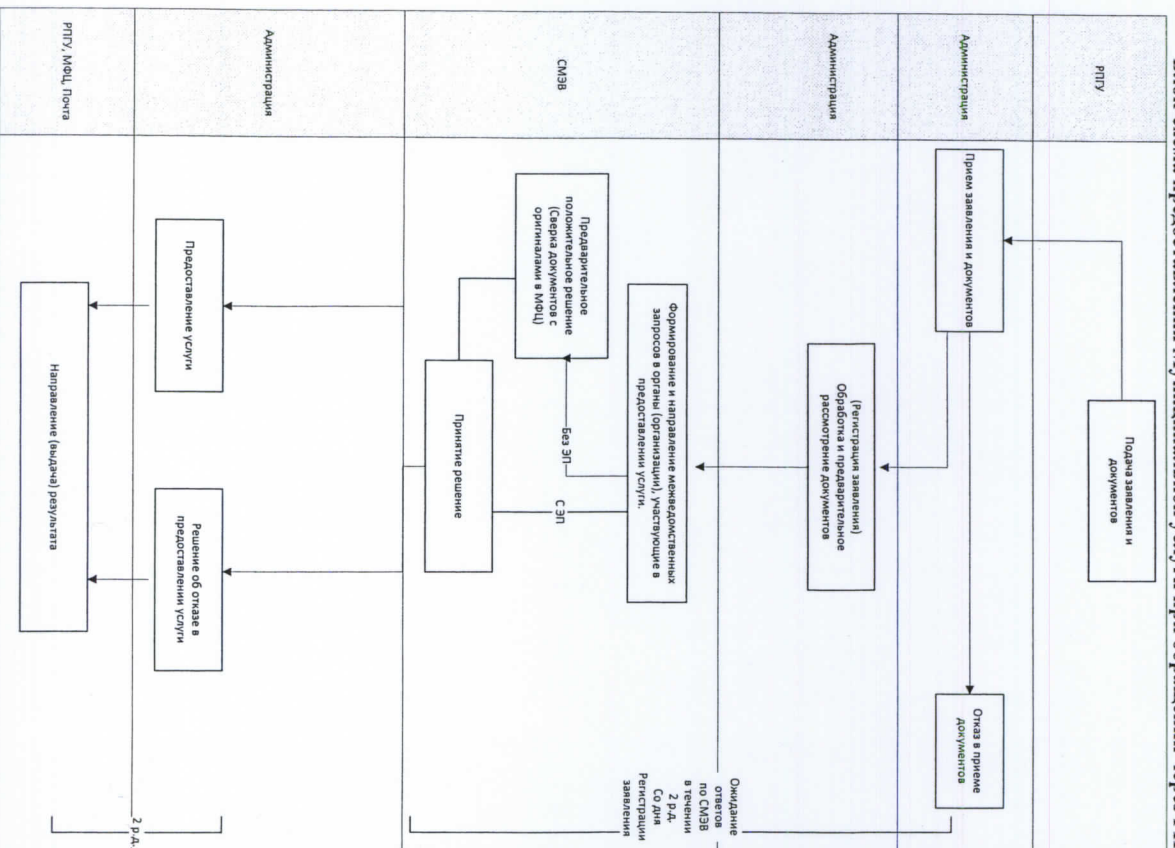 РПГУ
Подача заявления и
документов
Администрация
Прием заявления и документов
Отказ в приеме
документов
Администрация
(Регистрация заявления)
Обработка и предварительное
рассмотрение документов
Ожидание
ответов
по СМЭВ
в течении
2 р.д.
Со дня
Регистрации
заявления
СМЭВ
Формирование и направление межведомственных
запросов в органы (организации), участвующие в
предоставлении услуги.
Без ЭП
С ЭП
Предварительное
положительное решение
(Сверка документов с
оригиналами в МФЦ)
Принятие решение
Администрация
Предоставление услуги
Решение об отказе в
предоставлении услуги
2 р.д.
РПГУ, МФЦ, Почта
Направление (выдача) результата